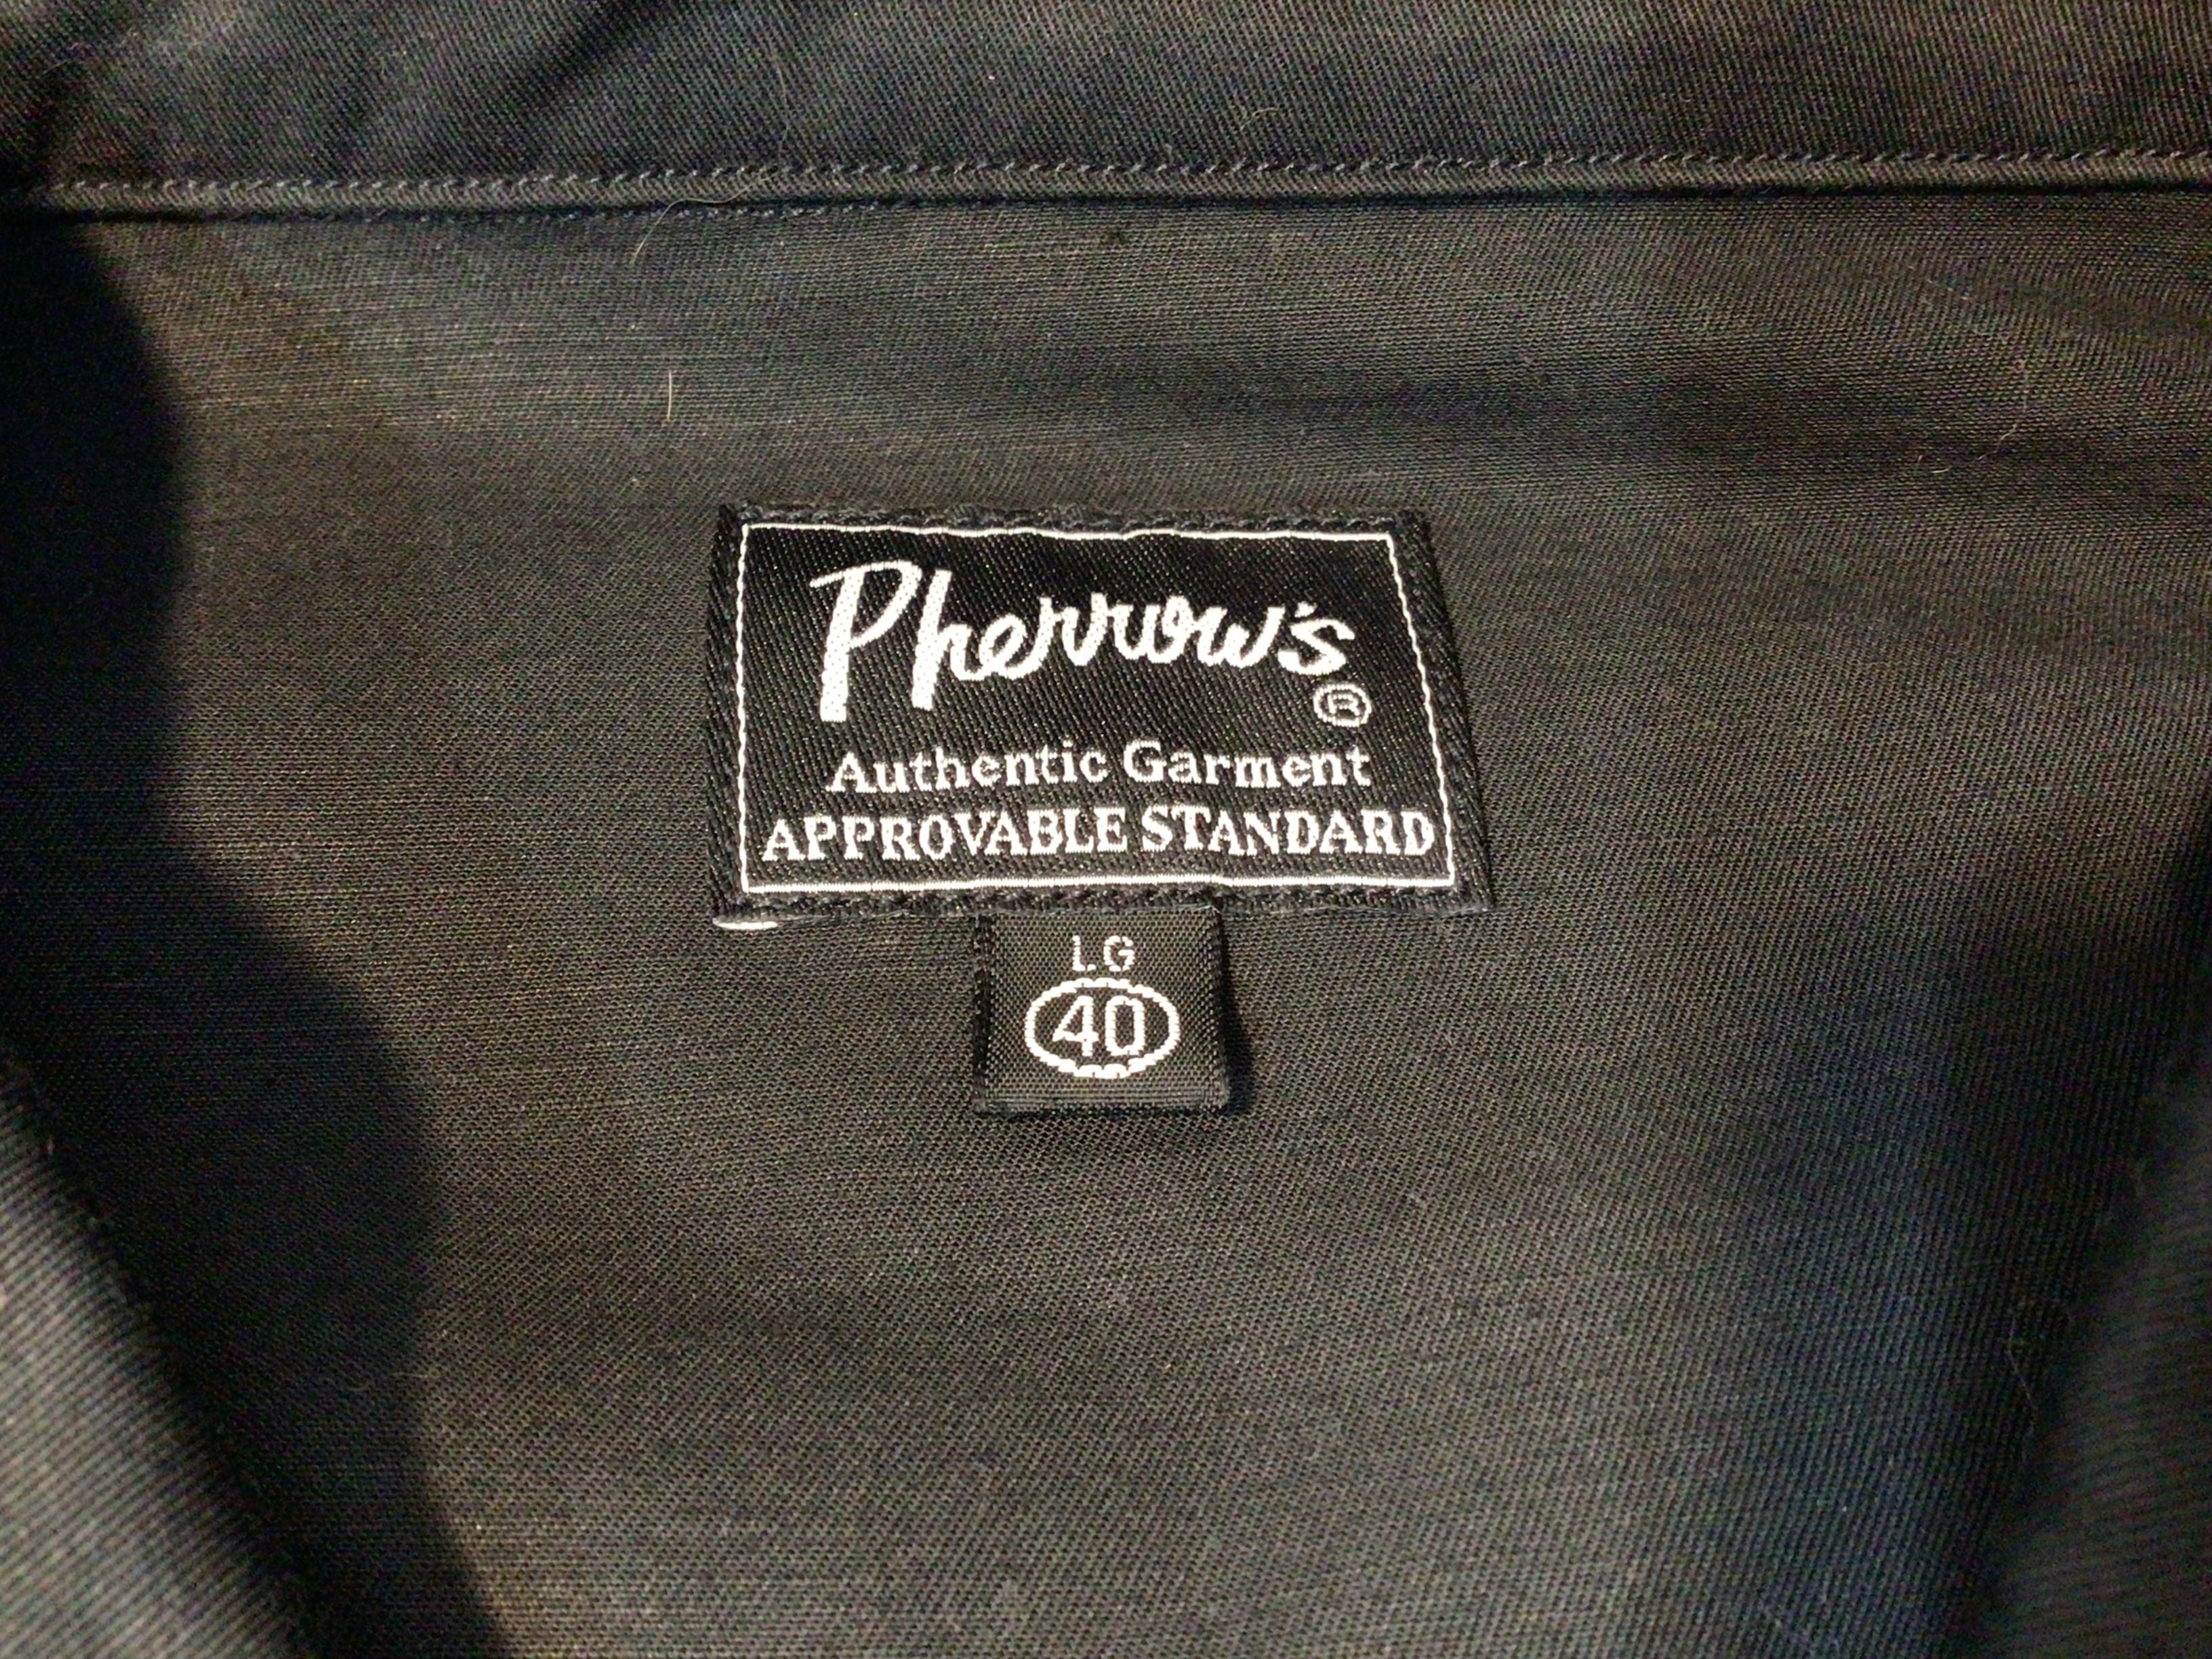 Pherrow's
®
Authentic Garment
APPROVABLE STANDARD
LG
40